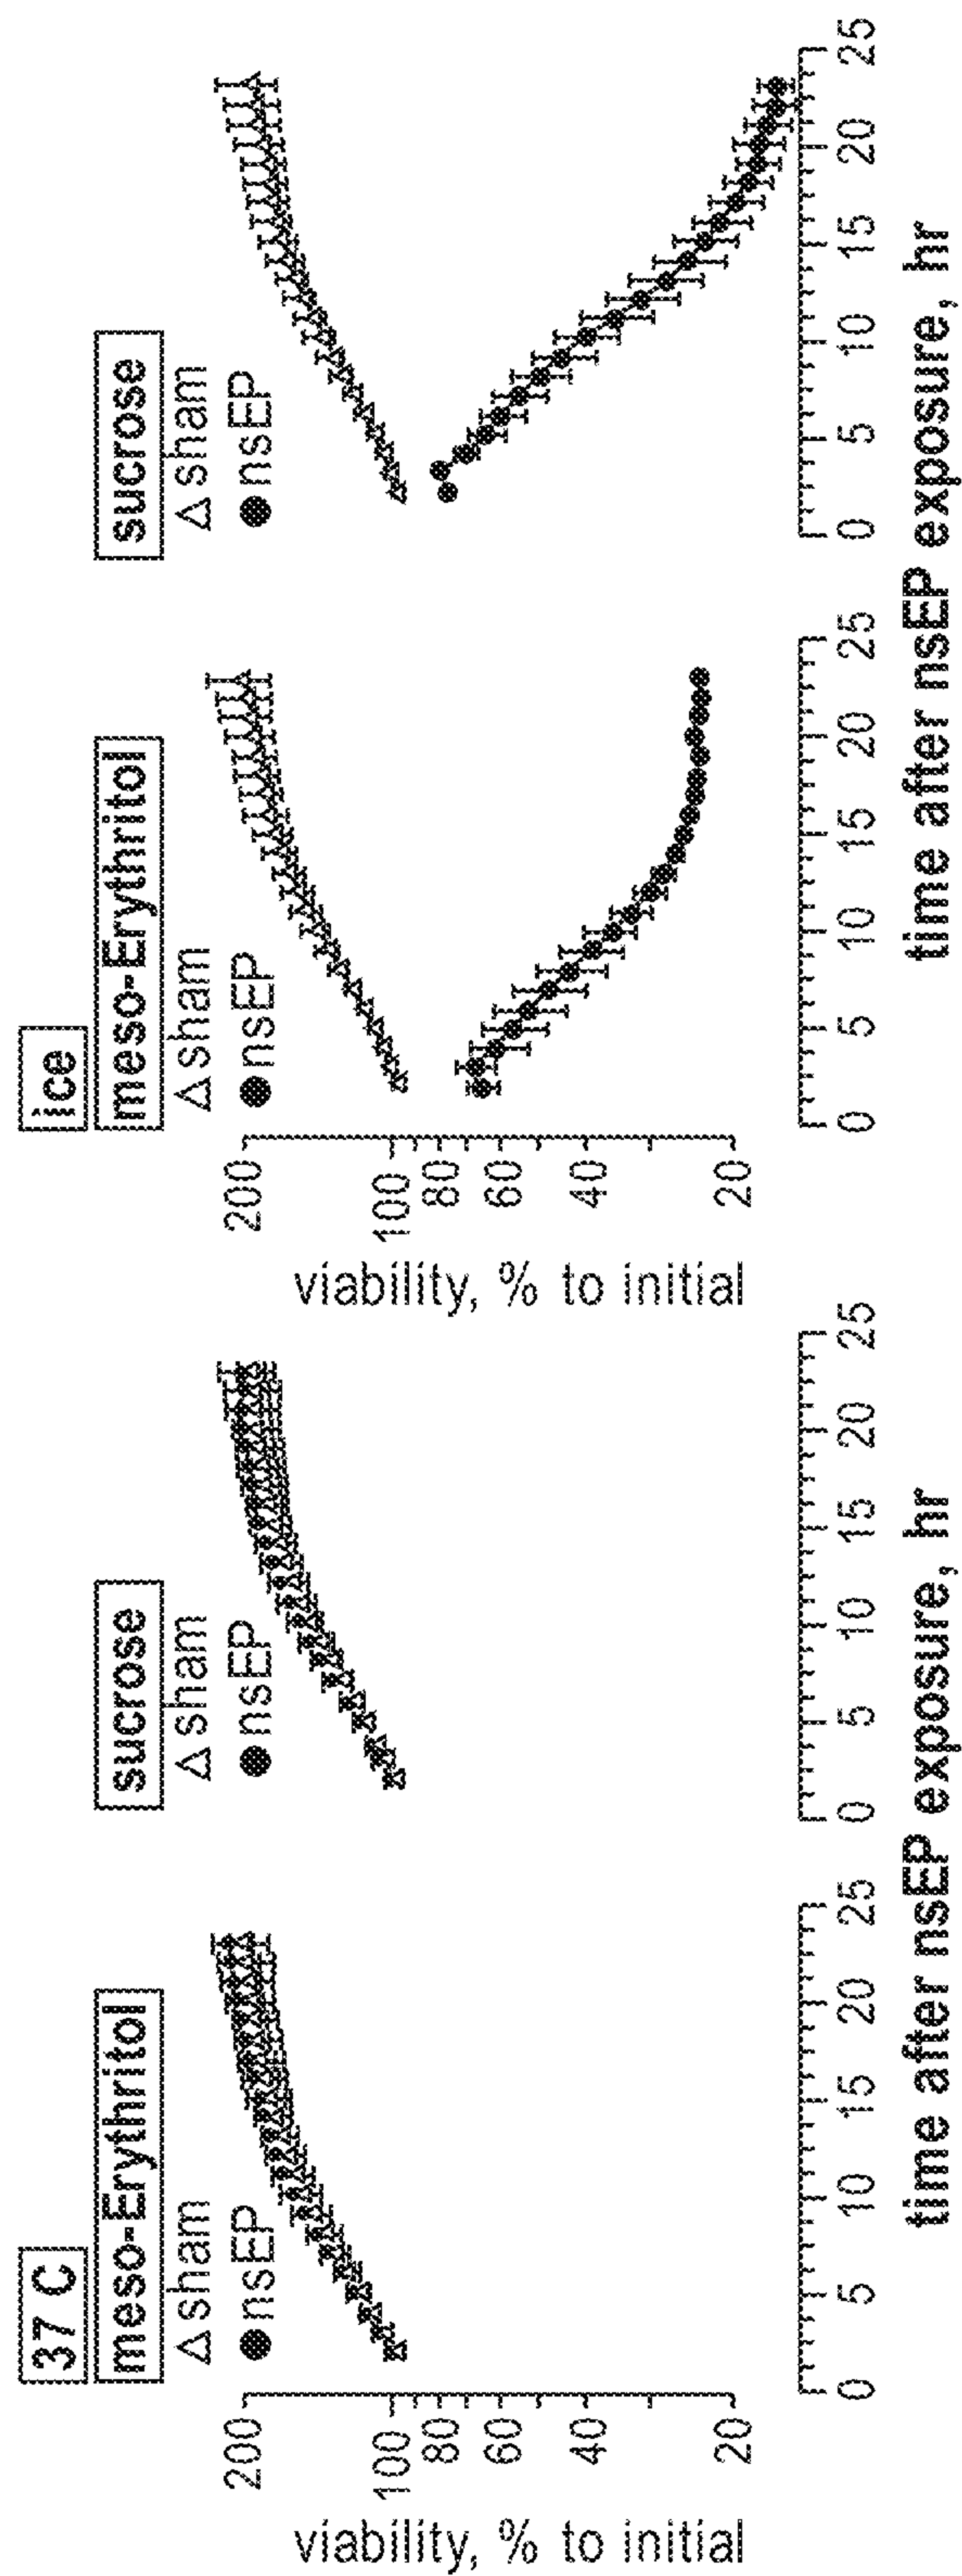 37 C
meso-Erythritol
△ sham
● nsEP
sucrose
△ sham
● nsEP
viability, % to initial
200
100
80
60
40
20
0 5 10 15 20 25
0 5 10 15 20 25
time after nsEP exposure, hr
ice
meso-Erythritol
△ sham
● nsEP
sucrose
△ sham
● nsEP
viability, % to initial
200
100
80
60
40
20
0 5 10 15 20 25
0 5 10 15 20 25
time after nsEP exposure, hr